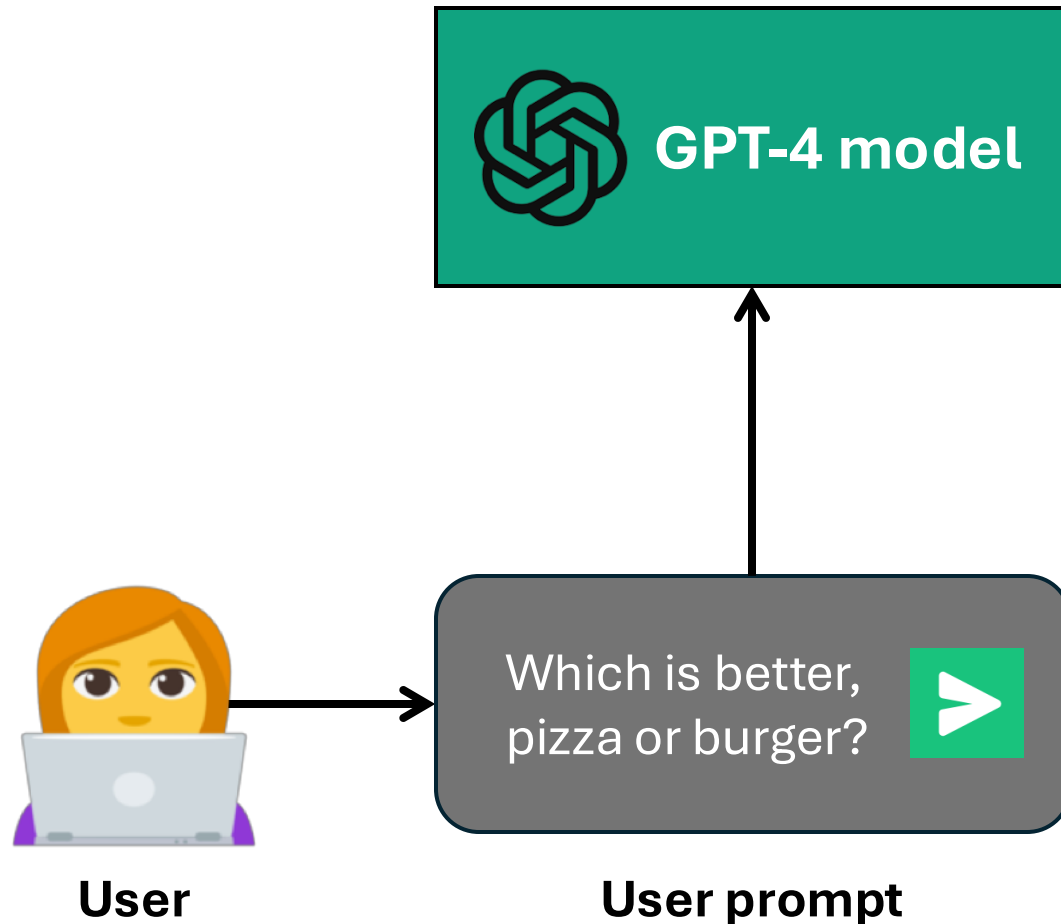 GPT-4 model
Which is better,
pizza or burger?
User
User prompt